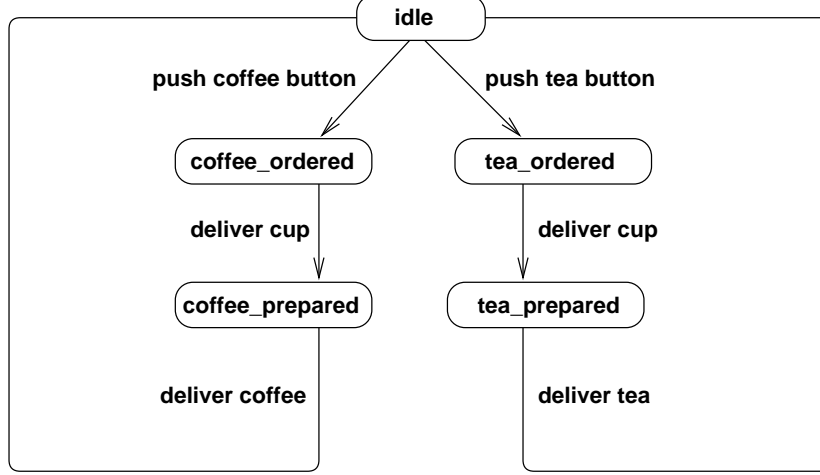 idle
push coffee button
push tea button
coffee_ordered
tea_ordered
deliver cup
deliver cup
coffee_prepared
tea_prepared
deliver coffee
deliver tea